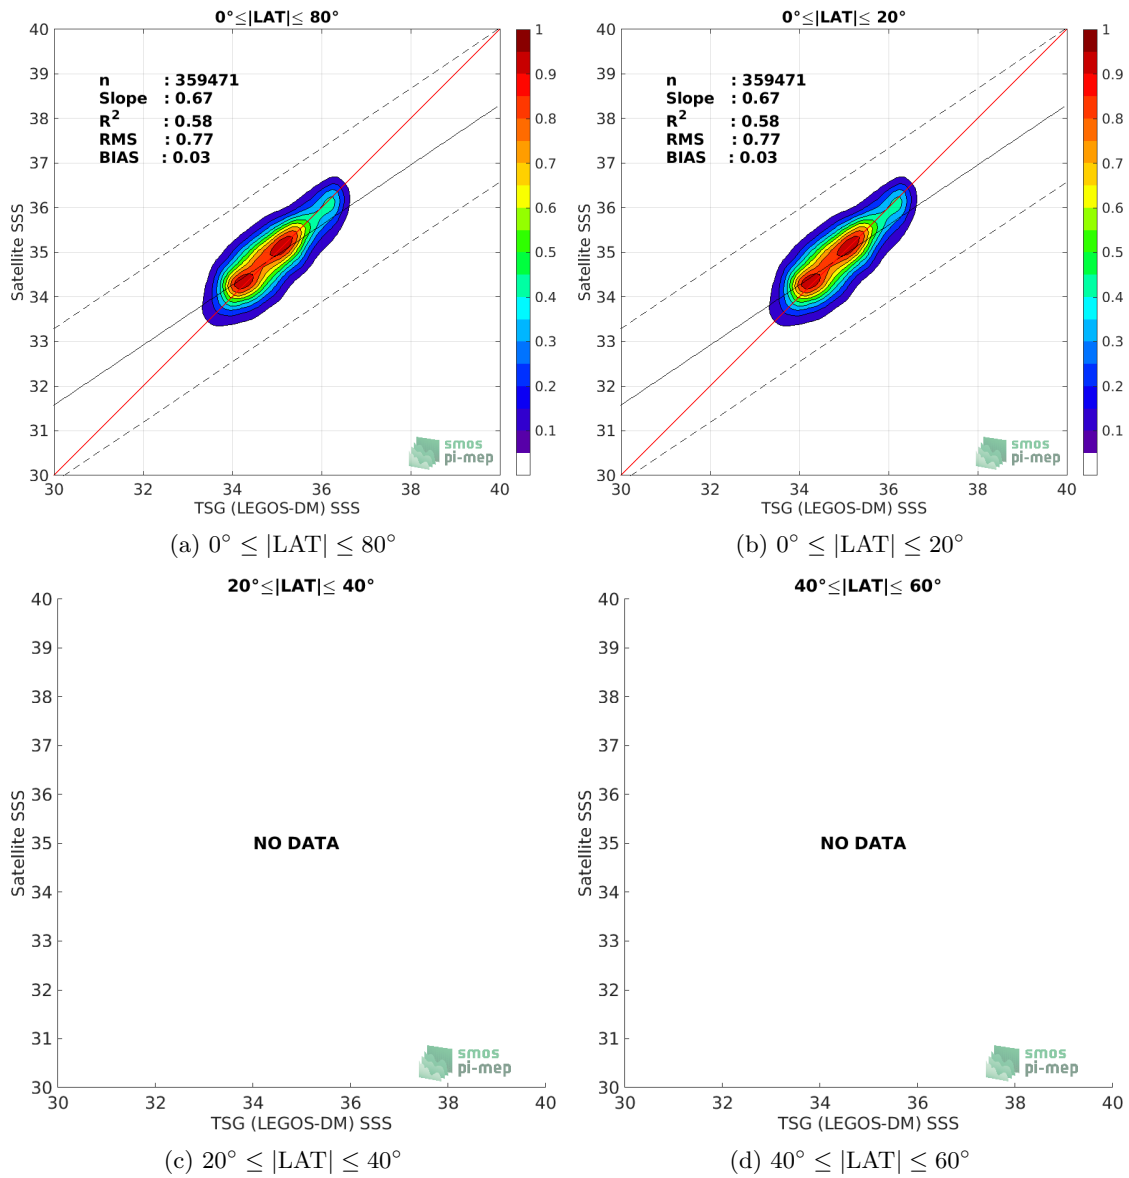 0°≤|LAT|≤ 80°
40
39
38
37
36
35
34
33
32
31
30
n : 359471
Slope : 0.67
R² : 0.58
RMS : 0.77
BIAS : 0.03
Satellite SSS
smos
pi-mep
30 32 34 36 38 40
TSG (LEGOS-DM) SSS
1
0.9
0.8
0.7
0.6
0.5
0.4
0.3
0.2
0.1
(a) 0° ≤ |LAT| ≤ 80°
0°≤|LAT|≤ 20°
40
39
38
37
36
35
34
33
32
31
30
n : 359471
Slope : 0.67
R² : 0.58
RMS : 0.77
BIAS : 0.03
Satellite SSS
smos
pi-mep
30 32 34 36 38 40
TSG (LEGOS-DM) SSS
1
0.9
0.8
0.7
0.6
0.5
0.4
0.3
0.2
0.1
(b) 0° ≤ |LAT| ≤ 20°
20°≤|LAT|≤ 40°
40
39
38
37
36
35
34
33
32
31
30
Satellite SSS
NO DATA
smos
pi-mep
30 32 34 36 38 40
TSG (LEGOS-DM) SSS
(c) 20° ≤ |LAT| ≤ 40°
40°≤|LAT|≤ 60°
40
39
38
37
36
35
34
33
32
31
30
Satellite SSS
NO DATA
smos
pi-mep
30 32 34 36 38 40
TSG (LEGOS-DM) SSS
(d) 40° ≤ |LAT| ≤ 60°